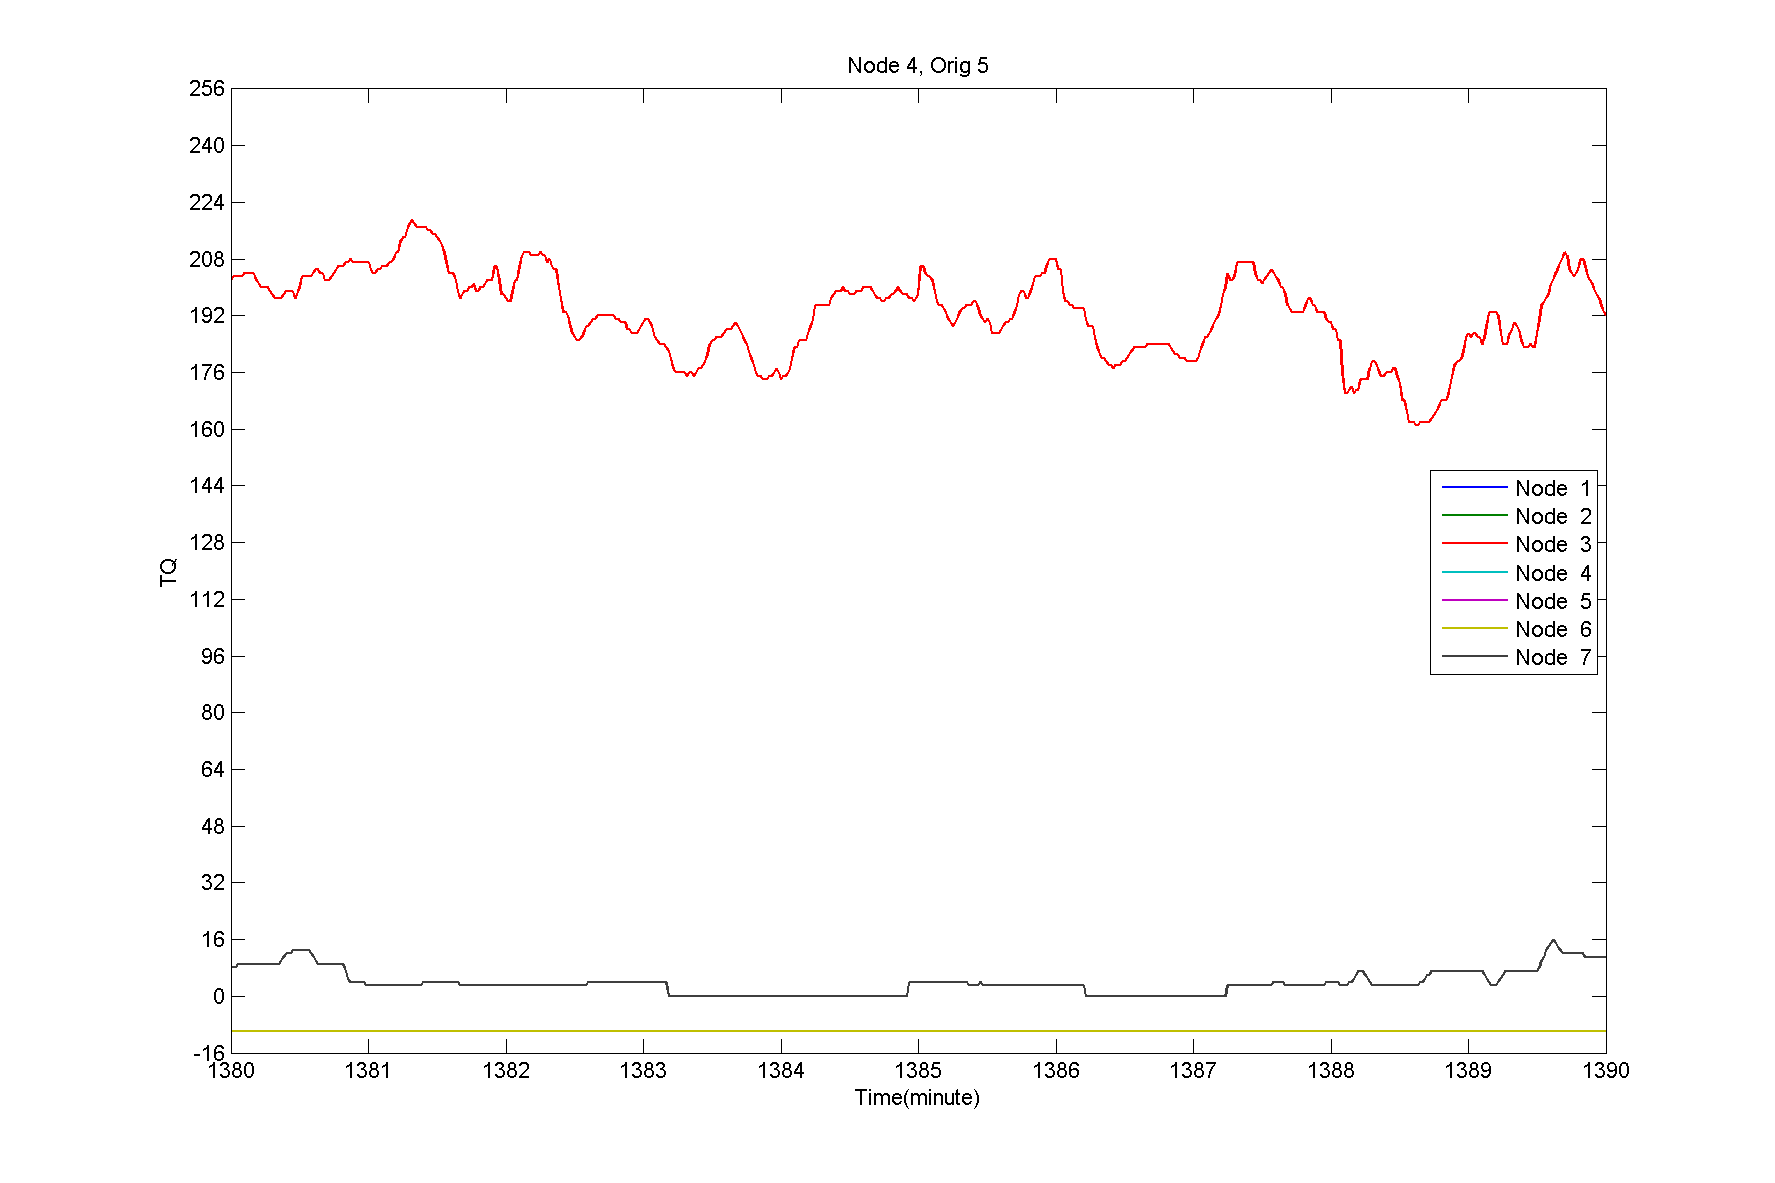 Node 4, Orig 5
256
240
224
208
192
176
160
144
128
112
96
80
64
48
32
16
0
-16
TQ
Node 1
Node 2
Node 3
Node 4
Node 5
Node 6
Node 7
1380 1381 1382 1383 1384 1385 1386 1387 1388 1389 1390
Time(minute)